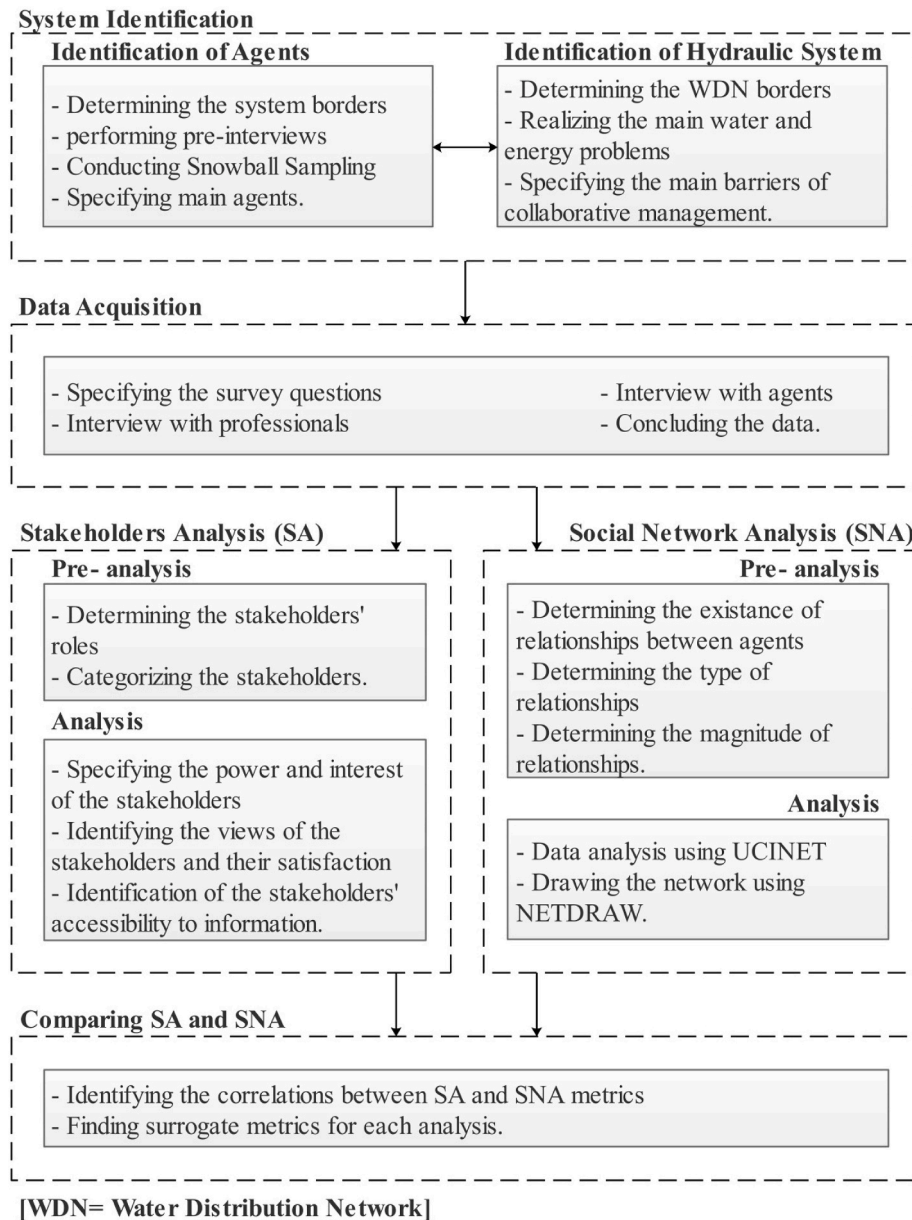 System Identification
Identification of Agents
- Determining the system borders
- performing pre-interviews
- Conducting Snowball Sampling
- Specifying main agents.
Identification of Hydraulic System
- Determining the WDN borders
- Realizing the main water and
energy problems
- Specifying the main barriers of
collaborative management.
Data Acquisition
- Specifying the survey questions
- Interview with professionals
- Interview with agents
- Concluding the data.
Stakeholders Analysis (SA)
Pre- analysis
- Determining the stakeholders'
roles
- Categorizing the stakeholders.
Analysis
- Specifying the power and interest
of the stakeholders
- Identifying the views of the
stakeholders and their satisfaction
- Identification of the stakeholders'
accessibility to information.
Social Network Analysis (SNA)
Pre- analysis
- Determining the existance of
relationships between agents
- Determining the type of
relationships
- Determining the magnitude of
relationships.
Analysis
- Data analysis using UCINET
- Drawing the network using
NETDRAW.
Comparing SA and SNA
- Identifying the correlations between SA and SNA metrics
- Finding surrogate metrics for each analysis.
[WDN= Water Distribution Network]